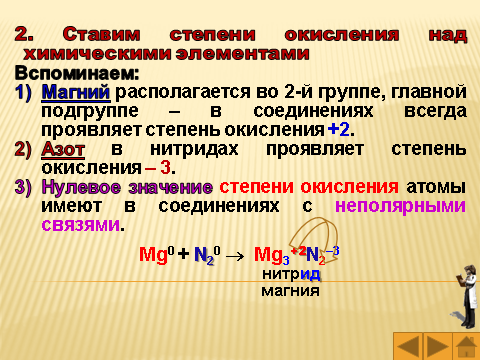 2. Ставим степени окисления над
химическими элементами
Вспоминаем:
1) Магний располагается во 2-й группе, главной
подгруппе – в соединениях всегда
проявляет степень окисления +2.
2) Азот в нитридах проявляет степень
окисления – 3.
3) Нулевое значение степени окисления атомы
имеют в соединениях с неполярными
связями.
Mg⁰ + N₂⁰ → Mg₃⁺²N₂⁻³
нитрид
магния